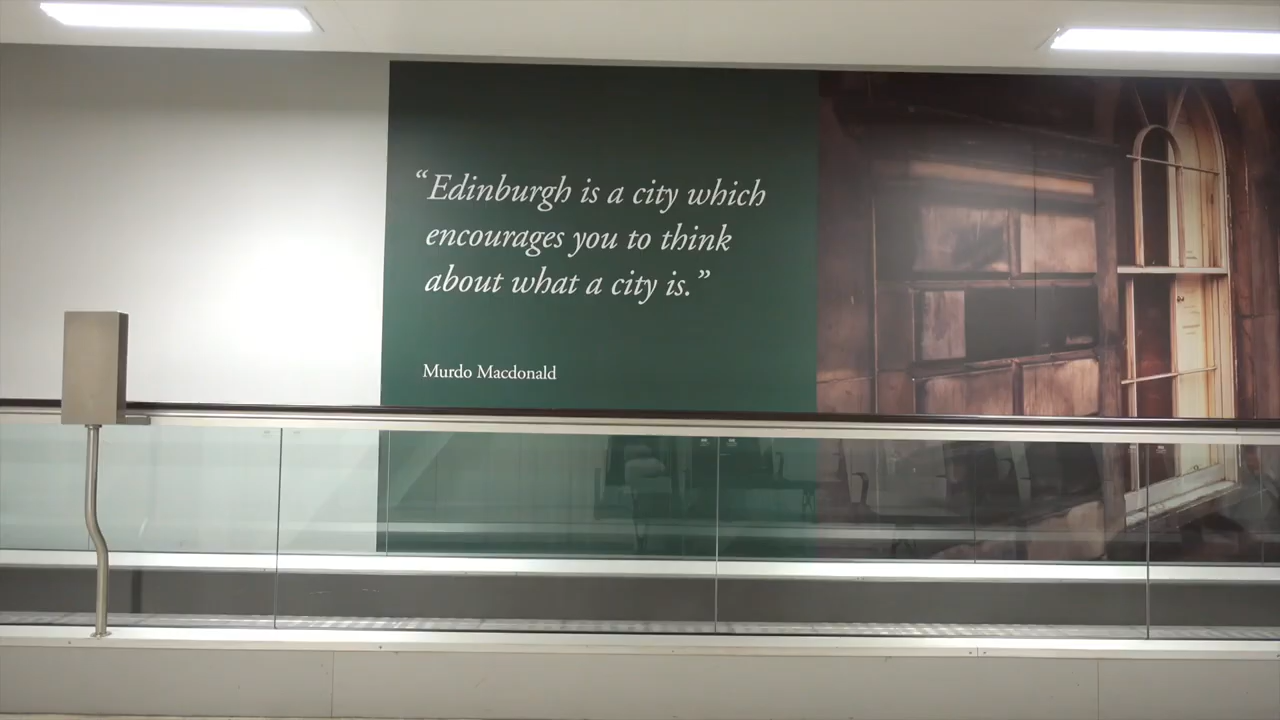 “Edinburgh is a city which
encourages you to think
about what a city is.”
Murdo Macdonald